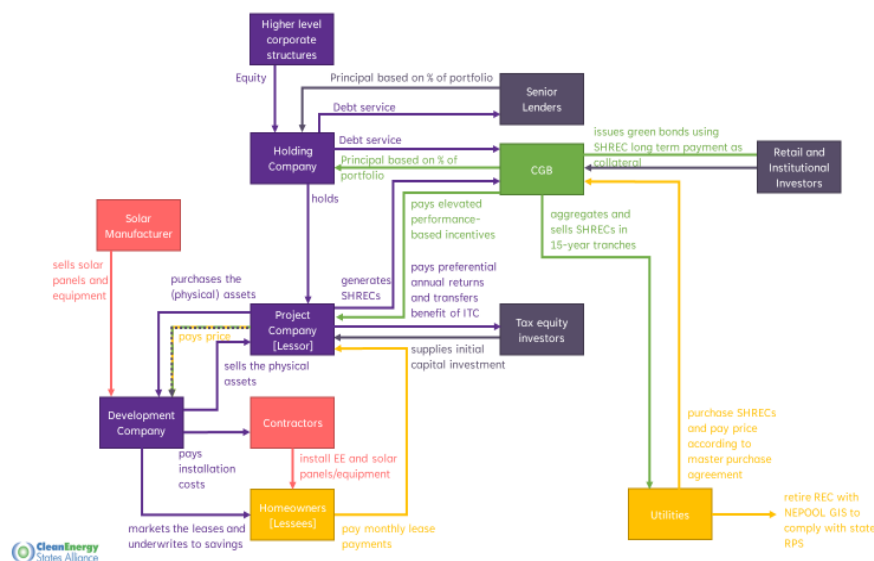 Higher level
corporate
structures
Equity
Principal based on % of portfolio
Senior
Lenders
Debt service
Holding
Company
Debt service
Principal based on % of
portfolio
CGB
issues green bonds using
SHREC long term payment as
collateral
Retail and
Institutional
Investors
holds
pays elevated
performance-
based incentives
aggregates and
sells SHRECs in
15-year tranches
Solar
Manufacturer
sells solar
panels and
equipment
purchases the
(physical) assets
generates
SHRECs
pays preferential
annual returns
and transfers
benefit of ITC
Project
Company
[Lessor]
pays price
Tax equity
investors
supplies initial
capital investment
sells the physical
assets
Development
Company
Contractors
pays
installation
costs
install EE and solar
panels/equipment
purchase SHRECs
and pay price
according to
master purchase
agreement
Homeowners
[Lessees]
markets the leases and
underwrites to savings
pay monthly lease
payments
Utilities
retire REC with
NEPOOL GIS to
comply with state
RPS
CleanEnergy
States Alliance